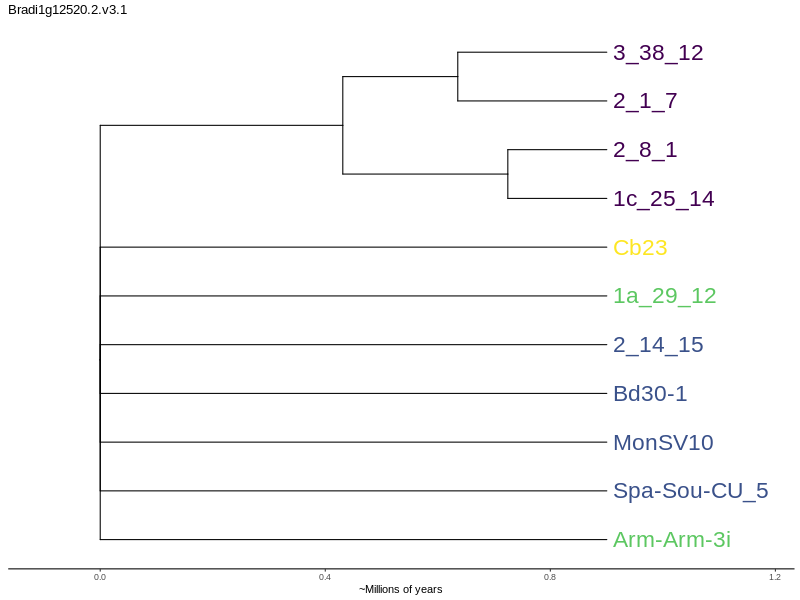 Bradi1g12520.2.v3.1
3_38_12
2_1_7
2_8_1
1c_25_14
Cb23
1a_29_12
2_14_15
Bd30-1
MonSV10
Spa-Sou-CU_5
Arm-Arm-3i
0.0 0.4 0.8 1.2
~Millions of years